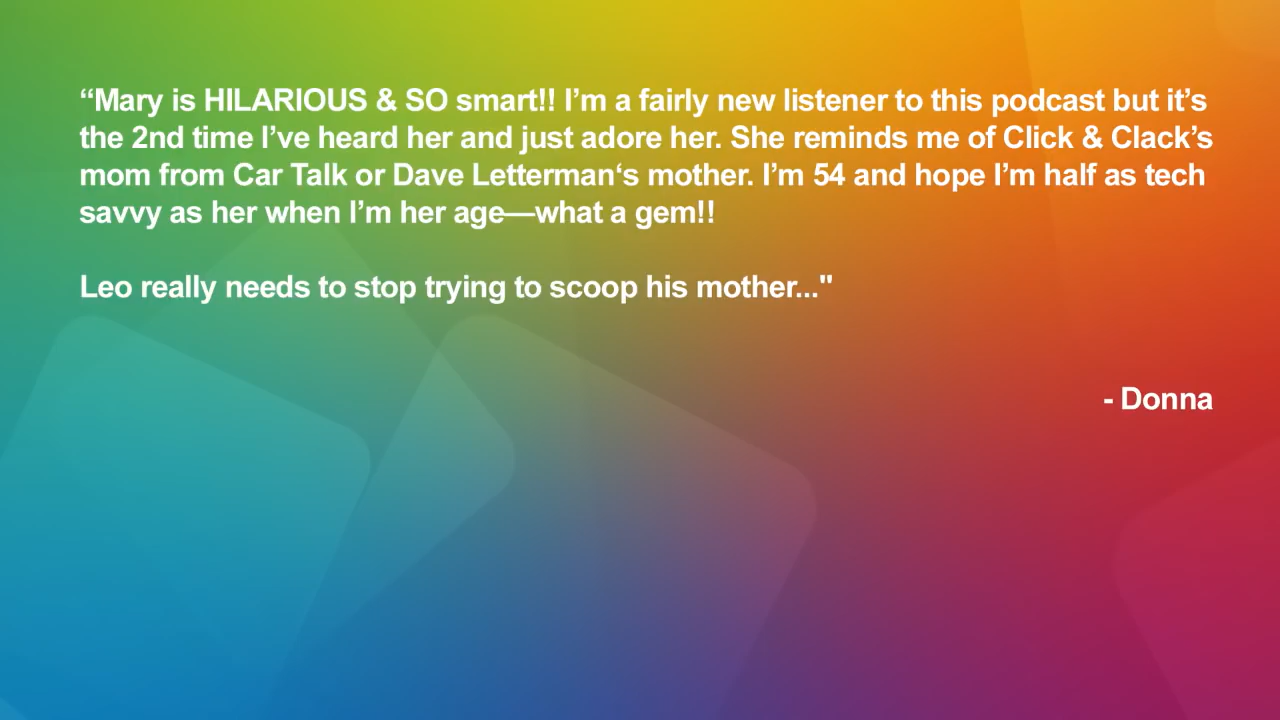 “Mary is HILARIOUS & SO smart!! I’m a fairly new listener to this podcast but it’s
the 2nd time I’ve heard her and just adore her. She reminds me of Click & Clack’s
mom from Car Talk or Dave Letterman‘s mother. I’m 54 and hope I’m half as tech
savvy as her when I’m her age—what a gem!!
Leo really needs to stop trying to scoop his mother..."
- Donna